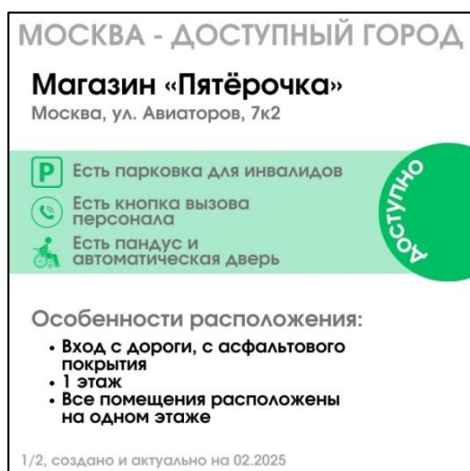 МОСКВА - ДОСТУПНЫЙ ГОРОД
Магазин «Пятёрочка»
Москва, ул. Авиаторов, 7к2
P Есть парковка для инвалидов
Есть кнопка вызова
персонала
Есть пандус и
автоматическая дверь
ДОСТУПНО
Особенности расположения:
• Вход с дороги, с асфальтового
покрытия
• 1 этаж
• Все помещения расположены
на одном этаже
1/2, создано и актуально на 02.2025